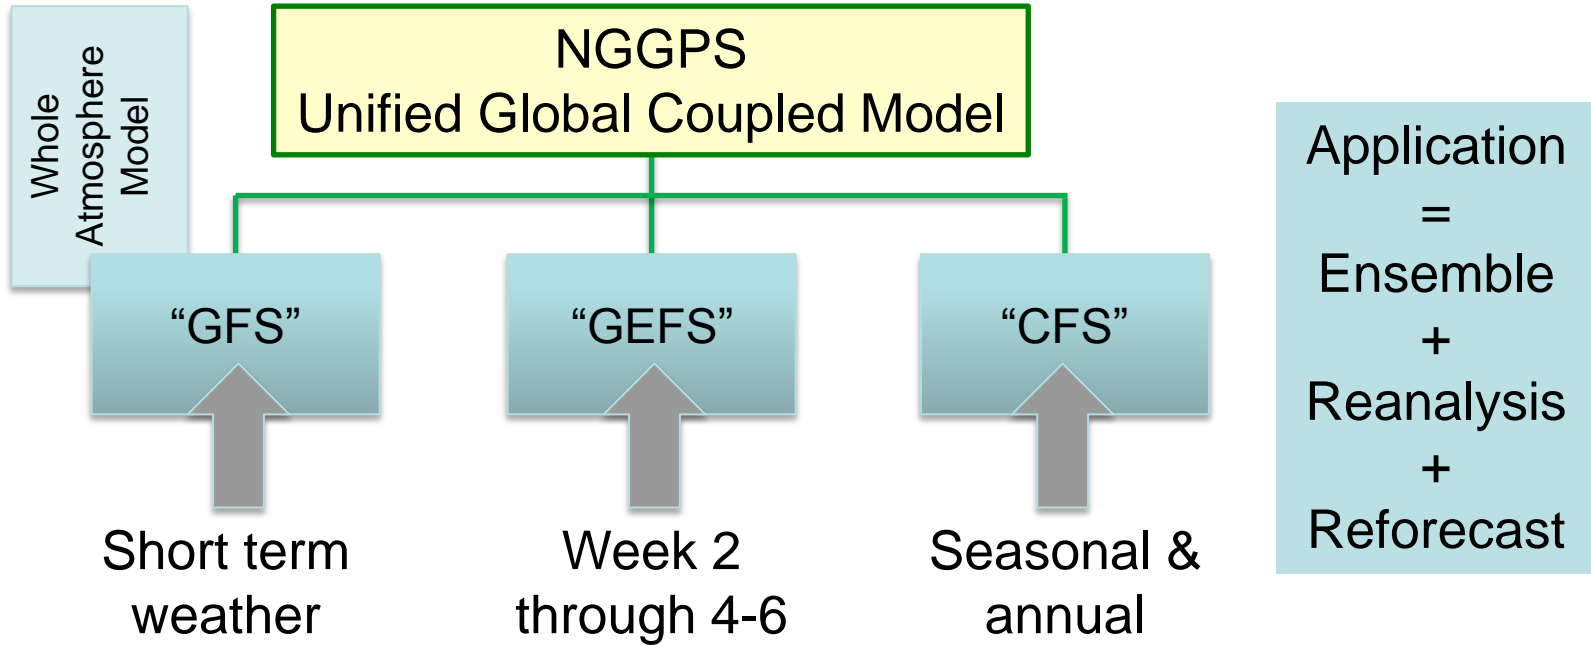 Whole
Atmosphere
Model
NGGPS
Unified Global Coupled Model
“GFS”
“GEFS”
“CFS”
Short term
weather
Week 2
through 4-6
Seasonal &
annual
Application
=
Ensemble
+
Reanalysis
+
Reforecast